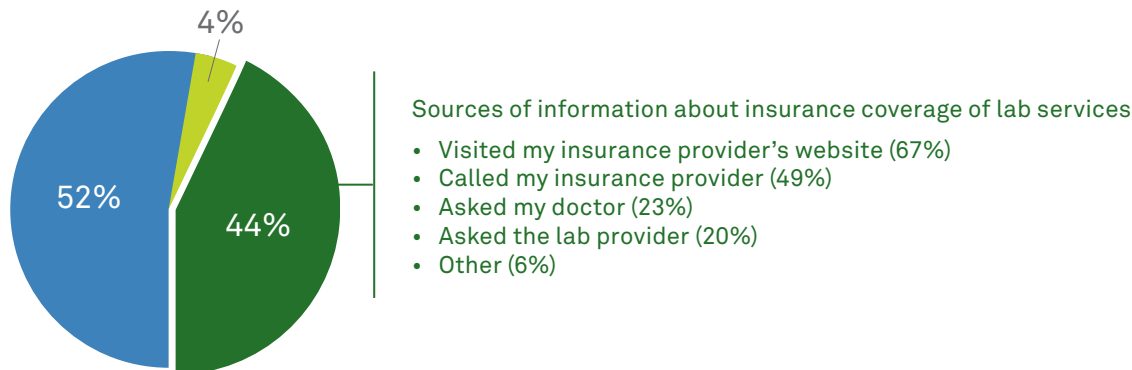 4%
52%
44%
Sources of information about insurance coverage of lab services
• Visited my insurance provider’s website (67%)
• Called my insurance provider (49%)
• Asked my doctor (23%)
• Asked the lab provider (20%)
• Other (6%)